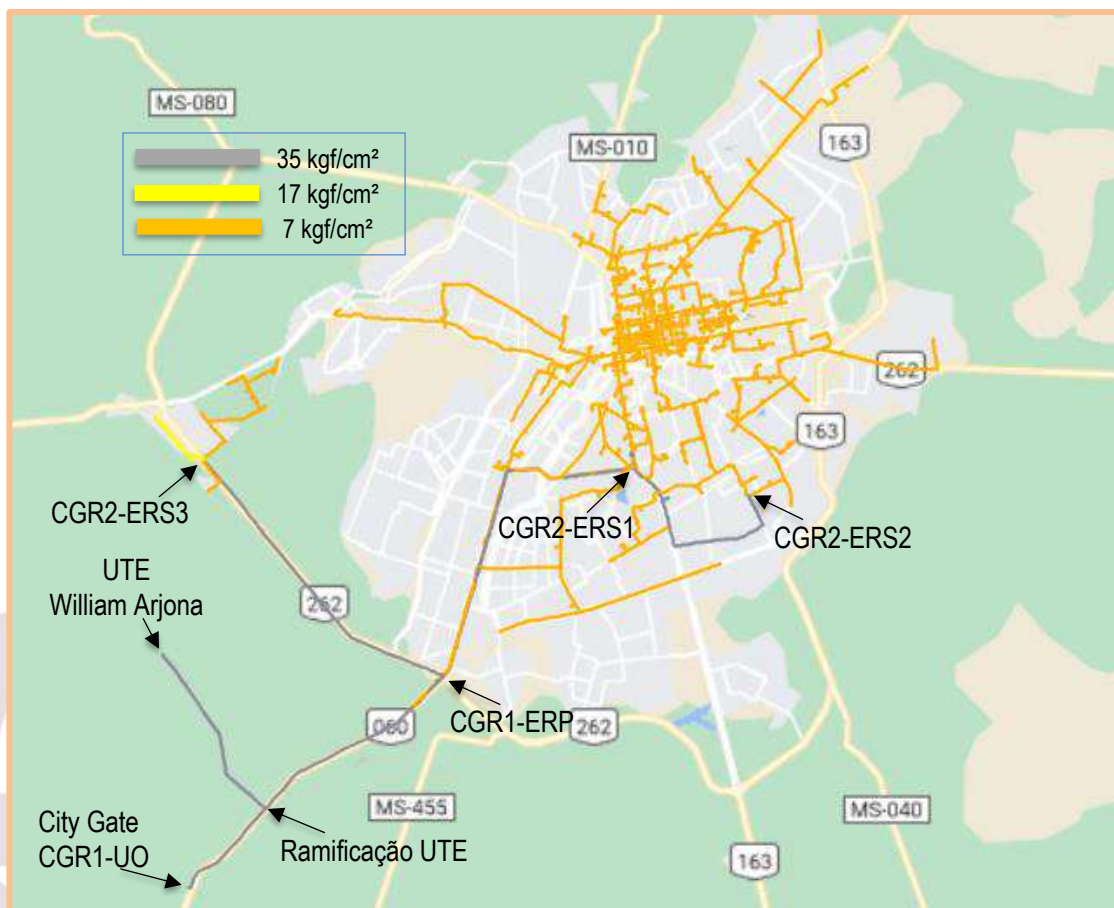 MS-080
163
MS-010
35 kgf/cm²
17 kgf/cm²
7 kgf/cm²
262
163
CGR2-ERS3
CGR2-ERS1
CGR2-ERS2
UTE
William Arjona
262
CGR1-ERP
060
262
MS-455
MS-040
City Gate
CGR1-UO
Ramificação UTE
163